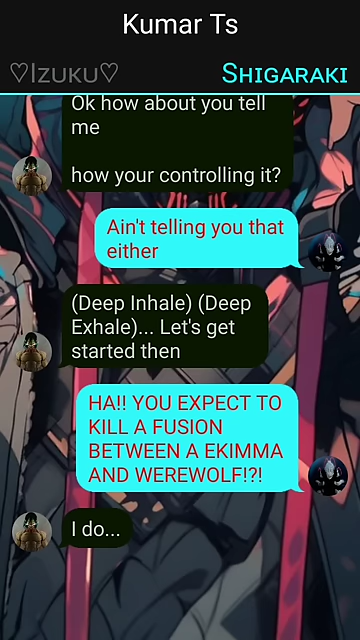 Kumar Ts
♡Izuku♡
Shigaraki
Ok how about you tell
me
how your controlling it?
Ain't telling you that
either
(Deep Inhale) (Deep
Exhale)... Let's get
started then
HA!! YOU EXPECT TO
KILL A FUSION
BETWEEN A EKIMMA
AND WEREWOLF!?!
I do...